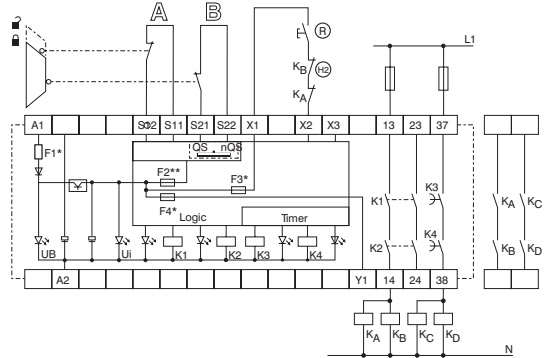 A B
R
L1
KB H2
KA
A1 S12 S11 S21 S22 X1 X2 X3 13 23 37
F1* QS nQS
F2** F3*
F4*
Logic Timer
K1 K3
KA KC
K2 K4
KB KD
UB Ui K1 K2 K3 K4
A2 Y1 14 24 38
KA KB KC KD
N